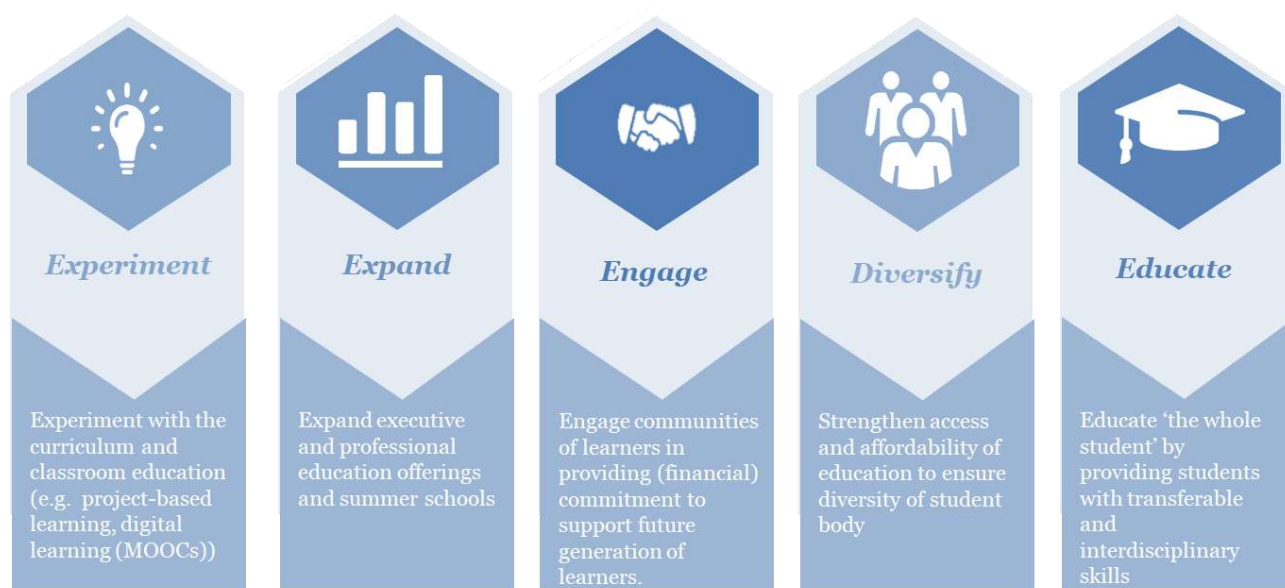 Experiment
Experiment with the
curriculum and
classroom education
(e.g. project-based
learning, digital
learning (MOOCs))
Expand
Expand executive
and professional
education offerings
and summer schools
Engage
Engage communities
of learners in
providing (financial)
commitment to
support future
generation of
learners.
Diversify
Strengthen access
and affordability of
education to ensure
diversity of student
body
Educate
Educate ‘the whole
student’ by
providing students
with transferable
and
interdisciplinary
skills